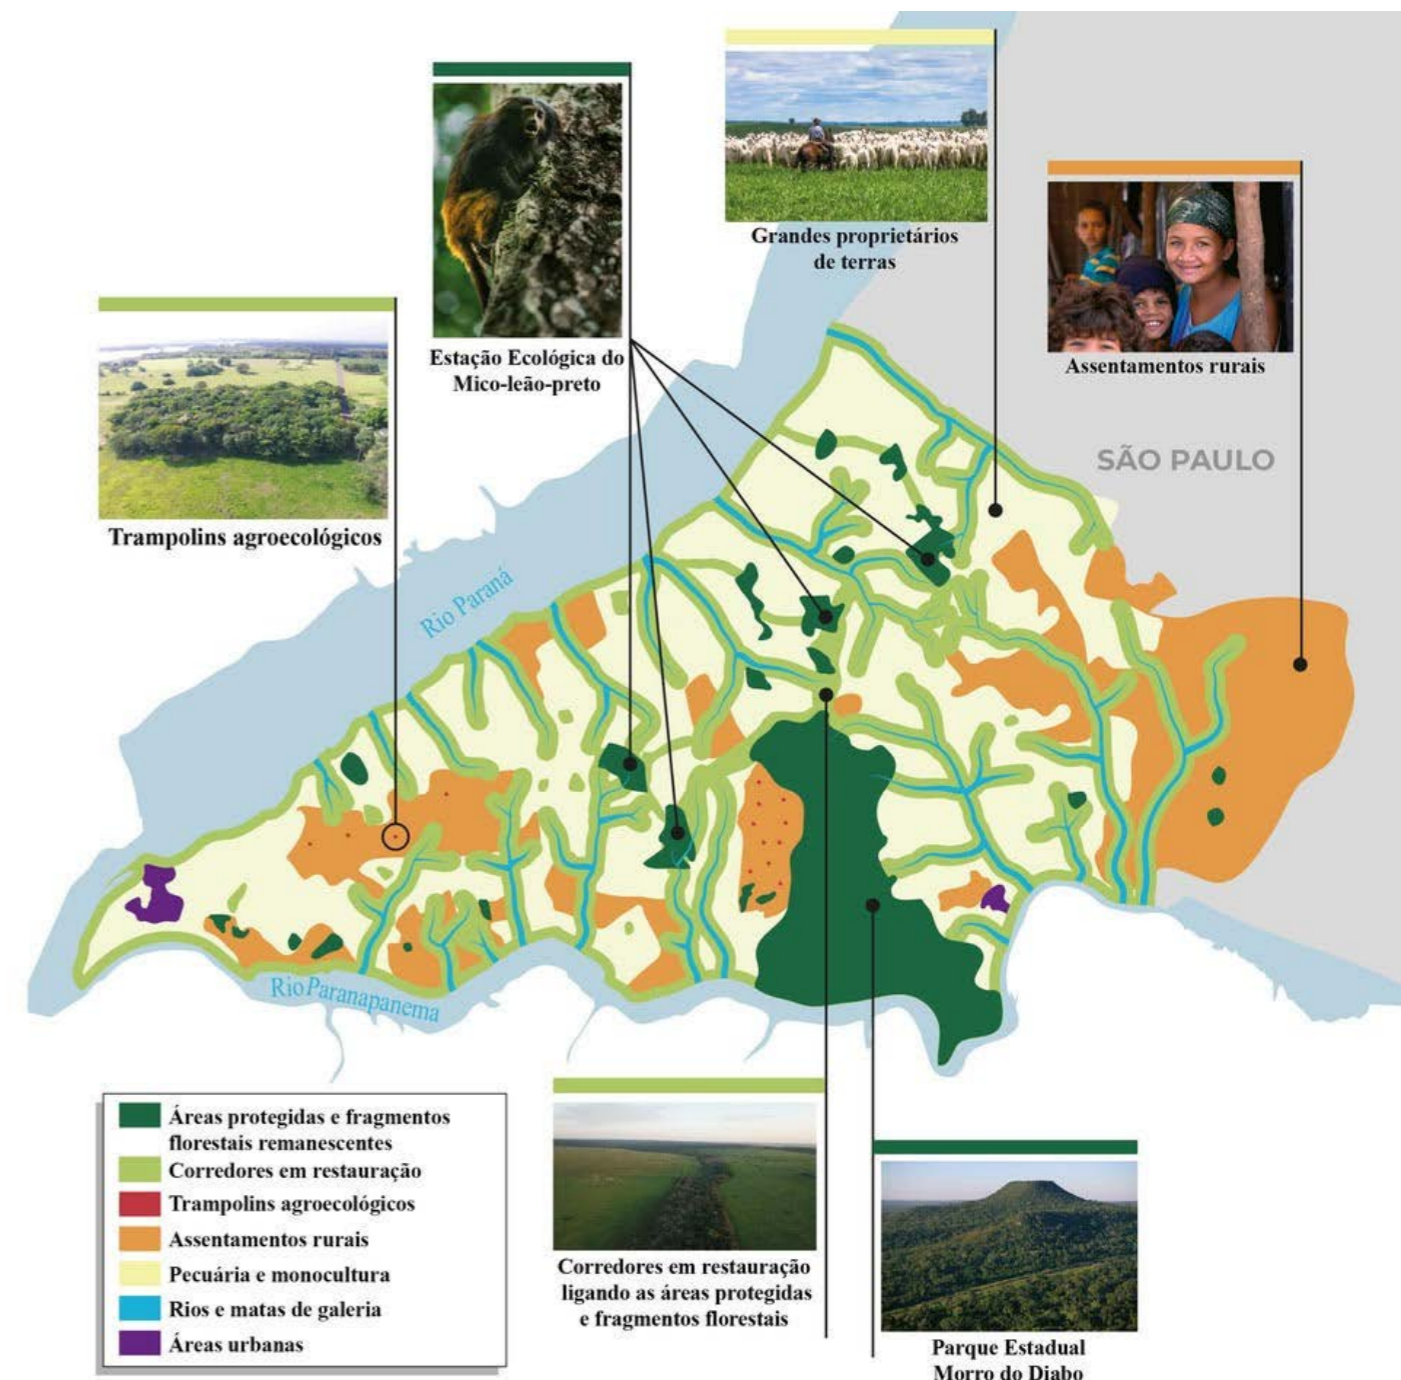 Grandes proprietários
de terras
Estação Ecológica do
Mico-leão-preto
Assentamentos rurais
SÃO PAULO
Trampolins agroecológicos
Rio Paraná
Rio Paranapanema
Áreas protegidas e fragmentos
florestais remanescentes
Corredores em restauração
Trampolins agroecológicos
Assentamentos rurais
Pecuária e monocultura
Rios e matas de galeria
Áreas urbanas
Corredores em restauração
ligando as áreas protegidas
e fragmentos florestais
Parque Estadual
Morro do Diabo